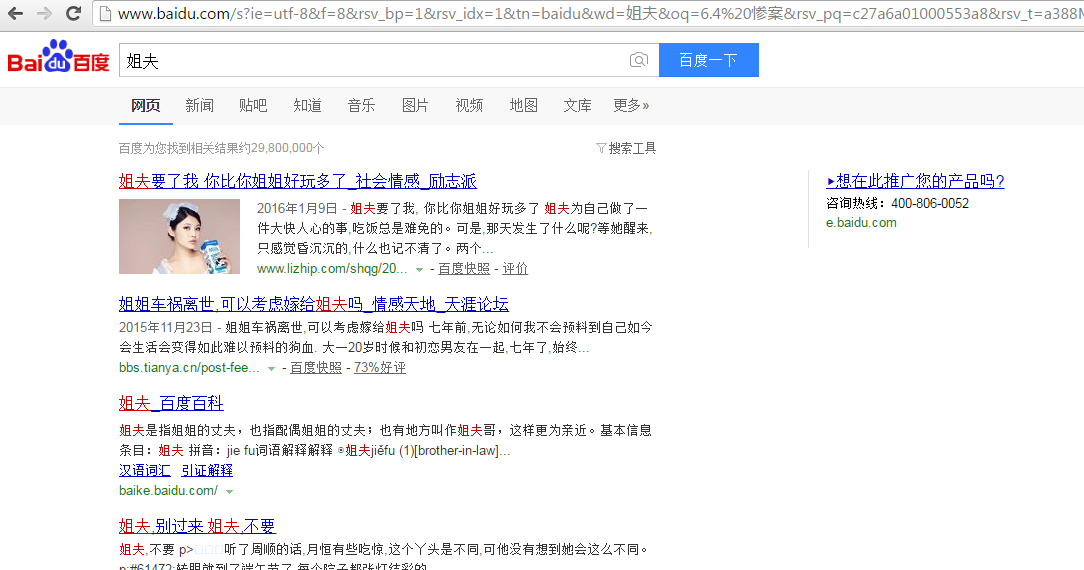 www.baidu.com/s?ie=utf-8&f=8&rsv_bp=1&rsv_idx=1&tn=baidu&wd=姐夫&oq=6.4%20惨案&rsv_pq=c27a6a01000553a8&rsv_t=a388M
Bai du 百度
姐夫
百度一下
网页 新闻 贴吧 知道 音乐 图片 视频 地图 文库 更多»
百度为您找到相关结果约29,800,000个
搜索工具
姐夫要了我 你比你姐姐好玩多了_社会情感_励志派
2016年1月9日 - 姐夫要了我, 你比你姐姐好玩多了 姐夫为自己做了一
件大快人心的事,吃饭总是难免的。可是,那天发生了什么呢?等她醒来,
只感觉昏沉沉的,什么也记不清了。两个...
www.lizhip.com/shqg/20... - 百度快照 - 评价
姐姐车祸离世,可以考虑嫁给姐夫吗_情感天地_天涯论坛
2015年11月23日 - 姐姐车祸离世,可以考虑嫁给姐夫吗 七年前,无论如何我不会预料到自己如今
会生活会变得如此难以预料的狗血. 大一20岁时候和初恋男友在一起,七年了,始终...
bbs.tianya.cn/post-fee... - 百度快照 - 73%好评
姐夫_百度百科
姐夫是指姐姐的丈夫，也指配偶姐姐的丈夫；也有地方叫作姐夫哥，这样更为亲近。基本信息
条目：姐夫 拼音：jie fu词语解释解释 ⊙姐夫jiěfu (1)[brother-in-law]...
汉语词汇 引证解释
baike.baidu.com/
姐夫,别过来 姐夫,不要
姐夫,不要 p>□□□听了周顺的话,月恒有些吃惊,这个丫头是不同,可他没有想到她会这么不同。
p;#61472;转眼就到了端午节了,每个院子都张灯结彩的,
▸想在此推广您的产品吗?
咨询热线：400-806-0052
e.baidu.com